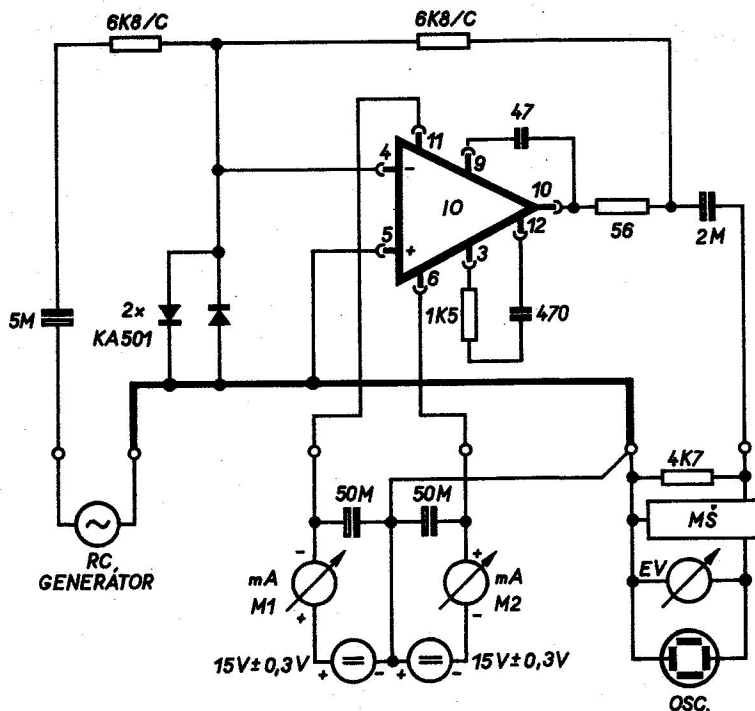 6K8/C
6K8/C
47
11
4
-
9
10
IO
12
5
+
3
56
2M
6
5M
2x
KA501
1K5
470
4K7
50M
50M
MŠ
RC
GENERÁTOR
-
mA
M1
+
+
mA
M2
-
EV
15V±0,3V
+
-
+
-
15V±0,3V
OSC.